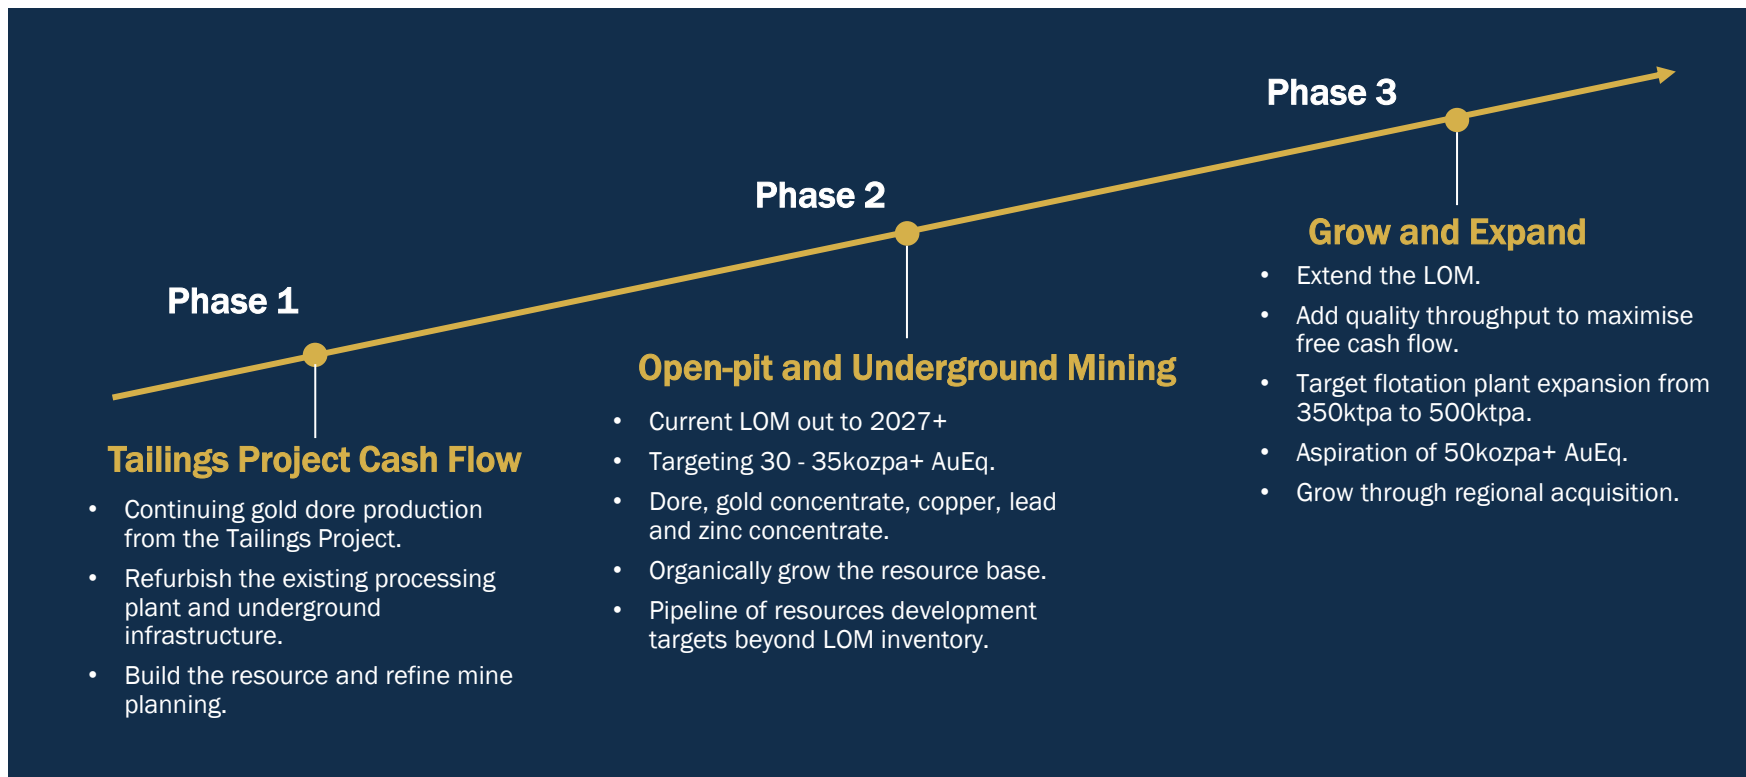 Phase 1
Tailings Project Cash Flow
• Continuing gold dore production
from the Tailings Project.
• Refurbish the existing processing
plant and underground
infrastructure.
• Build the resource and refine mine
planning.
Phase 2
Open-pit and Underground Mining
• Current LOM out to 2027+
• Targeting 30 - 35kozpa+ AuEq.
• Dore, gold concentrate, copper, lead
and zinc concentrate.
• Organically grow the resource base.
• Pipeline of resources development
targets beyond LOM inventory.
Phase 3
Grow and Expand
• Extend the LOM.
• Add quality throughput to maximise
free cash flow.
• Target flotation plant expansion from
350ktpa to 500ktpa.
• Aspiration of 50kozpa+ AuEq.
• Grow through regional acquisition.